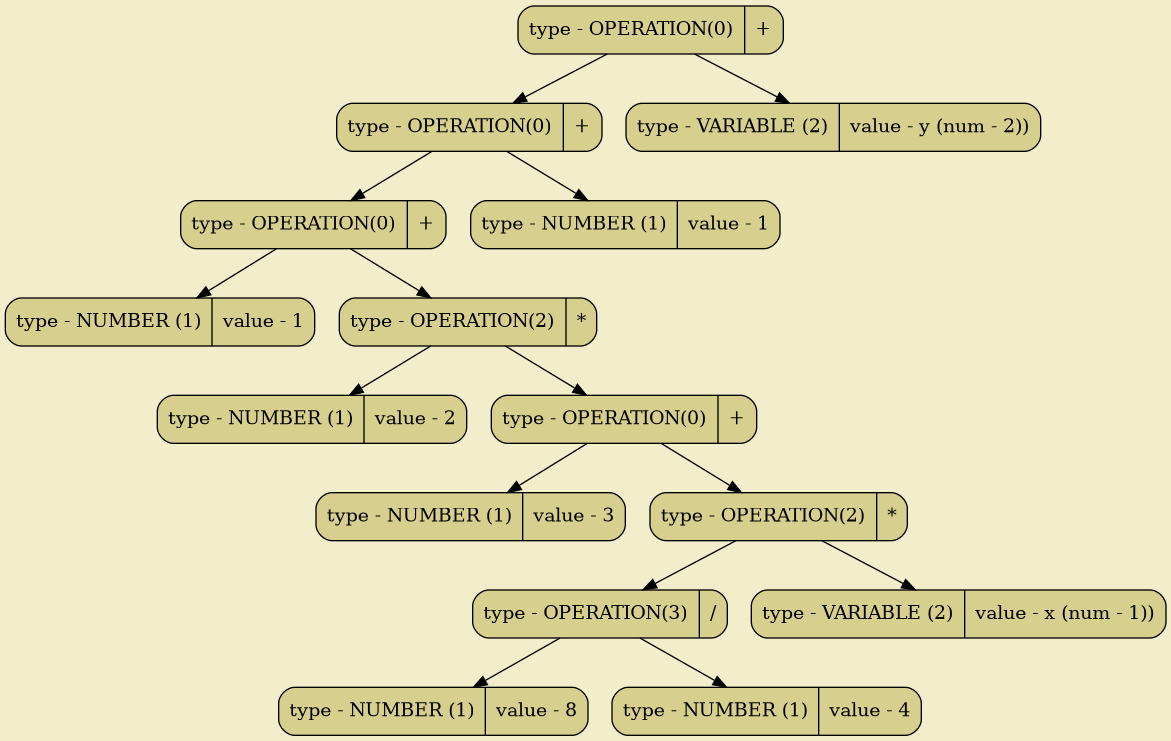 type - OPERATION(0) +
type - OPERATION(0) + type - VARIABLE (2) value - y (num - 2))
type - OPERATION(0) + type - NUMBER (1) value - 1
type - NUMBER (1) value - 1 type - OPERATION(2) *
type - NUMBER (1) value - 2 type - OPERATION(0) +
type - NUMBER (1) value - 3 type - OPERATION(2) *
type - OPERATION(3) / type - VARIABLE (2) value - x (num - 1))
type - NUMBER (1) value - 8 type - NUMBER (1) value - 4